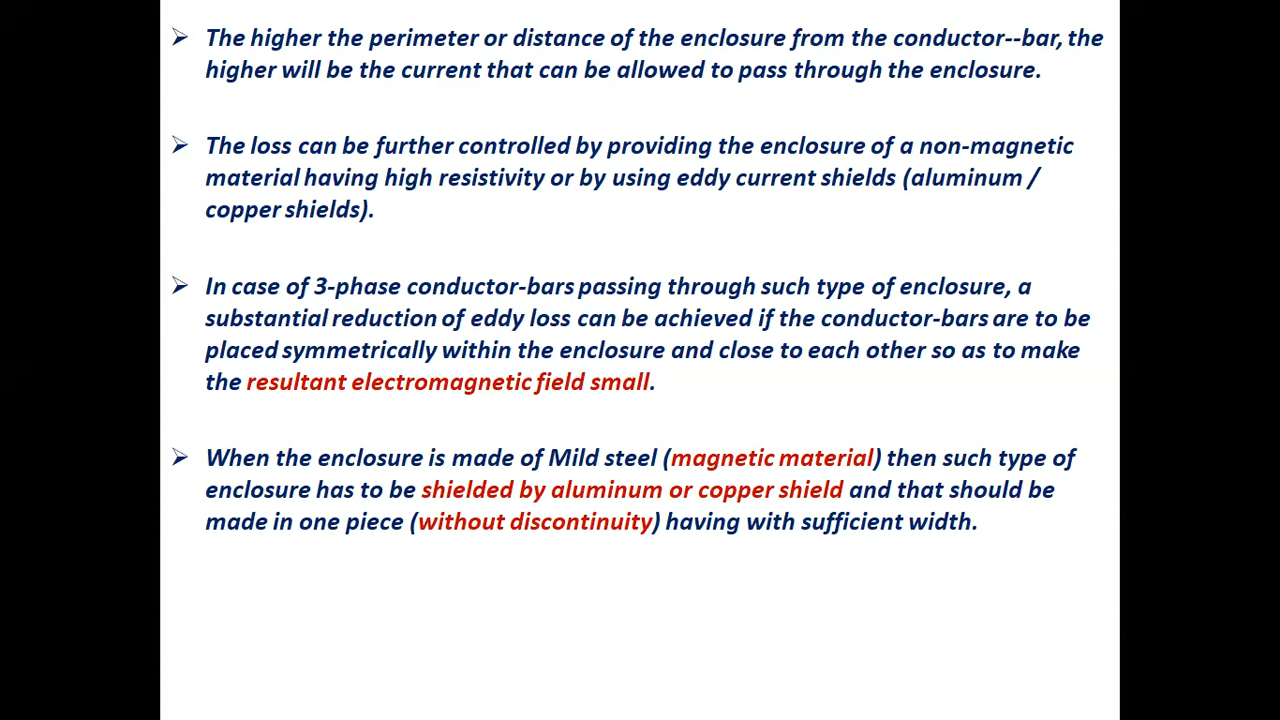 ➢ The higher the perimeter or distance of the enclosure from the conductor--bar, the
higher will be the current that can be allowed to pass through the enclosure.
➢ The loss can be further controlled by providing the enclosure of a non-magnetic
material having high resistivity or by using eddy current shields (aluminum /
copper shields).
➢ In case of 3-phase conductor-bars passing through such type of enclosure, a
substantial reduction of eddy loss can be achieved if the conductor-bars are to be
placed symmetrically within the enclosure and close to each other so as to make
the resultant electromagnetic field small.
➢ When the enclosure is made of Mild steel (magnetic material) then such type of
enclosure has to be shielded by aluminum or copper shield and that should be
made in one piece (without discontinuity) having with sufficient width.